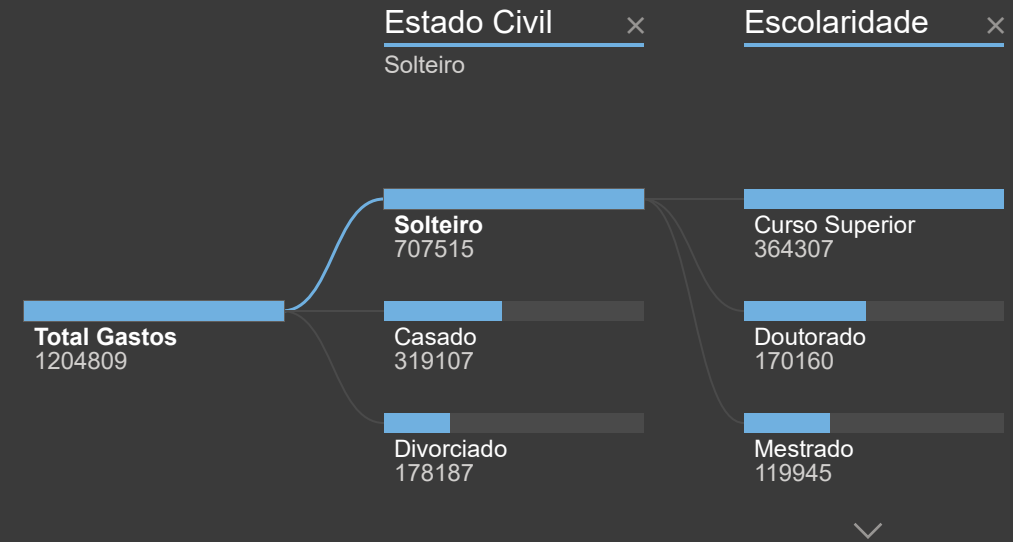 Estado Civil
Solteiro
Escolaridade
Total Gastos
1204809
Solteiro
707515
Casado
319107
Divorciado
178187
Curso Superior
364307
Doutorado
170160
Mestrado
119945